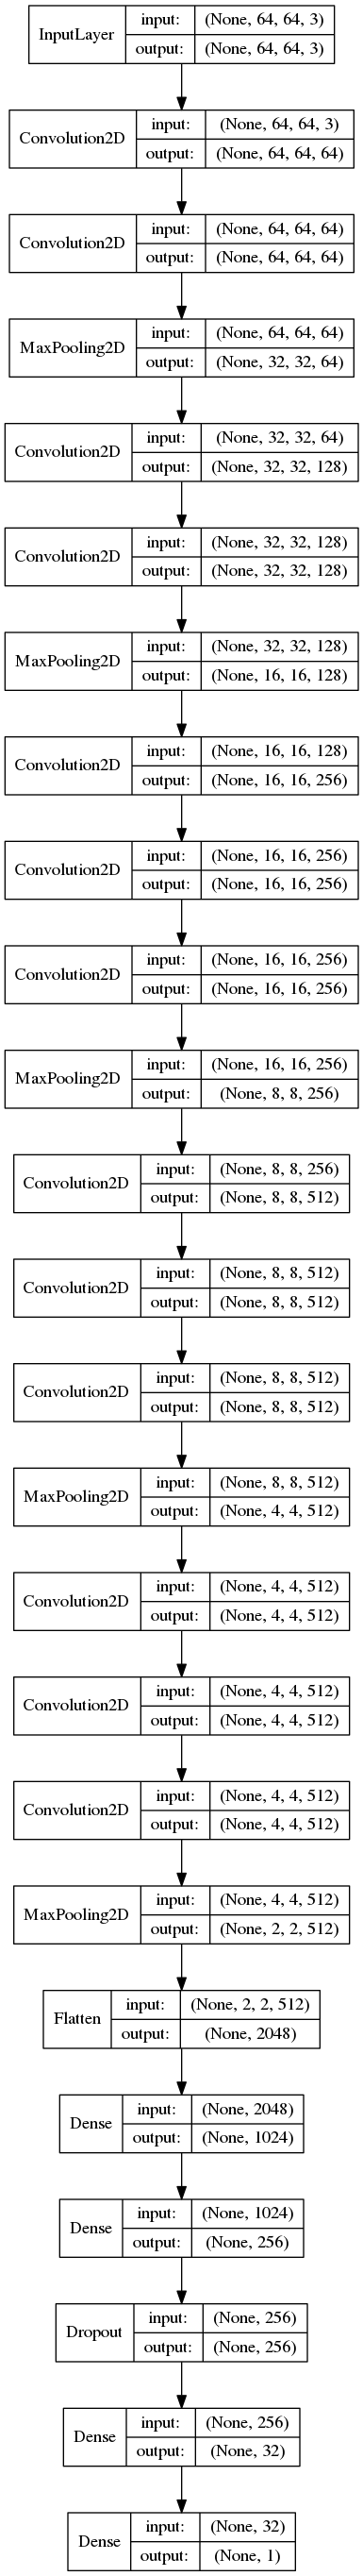 InputLayer
input: (None, 64, 64, 3)
output: (None, 64, 64, 3)
Convolution2D
input: (None, 64, 64, 3)
output: (None, 64, 64, 64)
Convolution2D
input: (None, 64, 64, 64)
output: (None, 64, 64, 64)
MaxPooling2D
input: (None, 64, 64, 64)
output: (None, 32, 32, 64)
Convolution2D
input: (None, 32, 32, 64)
output: (None, 32, 32, 128)
Convolution2D
input: (None, 32, 32, 128)
output: (None, 32, 32, 128)
MaxPooling2D
input: (None, 32, 32, 128)
output: (None, 16, 16, 128)
Convolution2D
input: (None, 16, 16, 128)
output: (None, 16, 16, 256)
Convolution2D
input: (None, 16, 16, 256)
output: (None, 16, 16, 256)
Convolution2D
input: (None, 16, 16, 256)
output: (None, 16, 16, 256)
MaxPooling2D
input: (None, 16, 16, 256)
output: (None, 8, 8, 256)
Convolution2D
input: (None, 8, 8, 256)
output: (None, 8, 8, 512)
Convolution2D
input: (None, 8, 8, 512)
output: (None, 8, 8, 512)
Convolution2D
input: (None, 8, 8, 512)
output: (None, 8, 8, 512)
MaxPooling2D
input: (None, 8, 8, 512)
output: (None, 4, 4, 512)
Convolution2D
input: (None, 4, 4, 512)
output: (None, 4, 4, 512)
Convolution2D
input: (None, 4, 4, 512)
output: (None, 4, 4, 512)
Convolution2D
input: (None, 4, 4, 512)
output: (None, 4, 4, 512)
MaxPooling2D
input: (None, 4, 4, 512)
output: (None, 2, 2, 512)
Flatten
input: (None, 2, 2, 512)
output: (None, 2048)
Dense
input: (None, 2048)
output: (None, 1024)
Dense
input: (None, 1024)
output: (None, 256)
Dropout
input: (None, 256)
output: (None, 256)
Dense
input: (None, 256)
output: (None, 32)
Dense
input: (None, 32)
output: (None, 1)